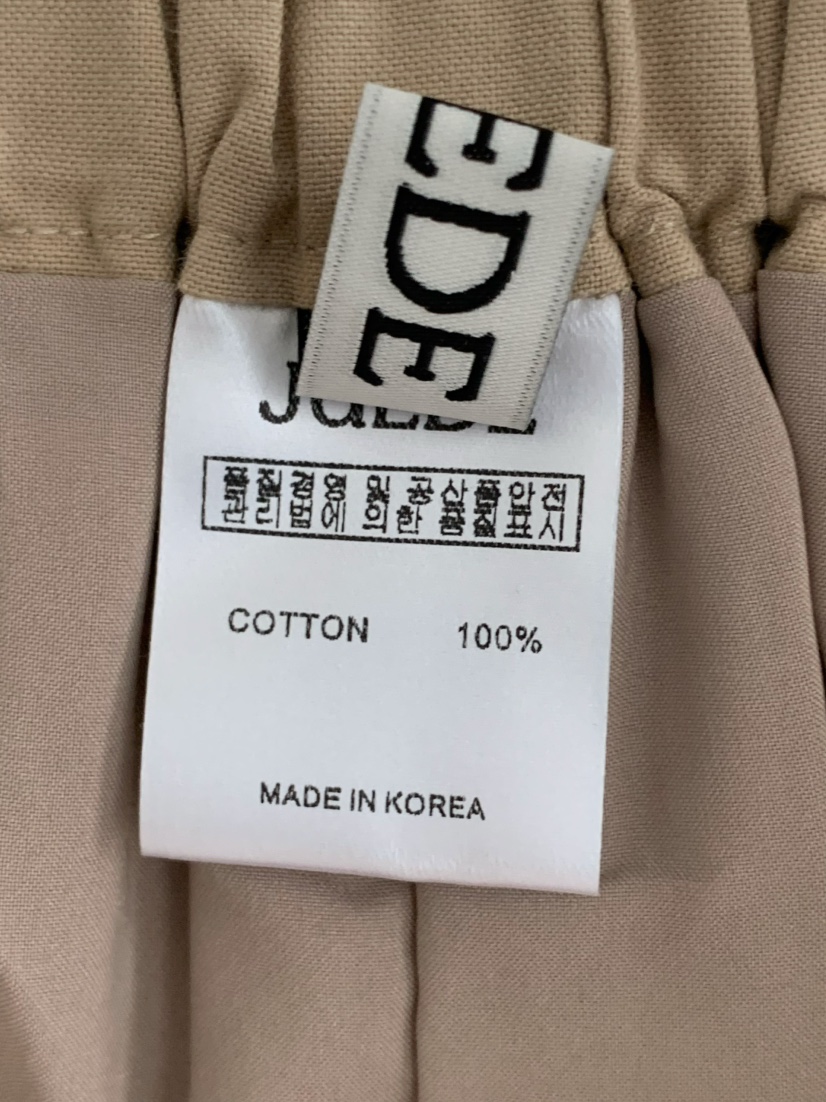 EDE
품질경영 및 공산품안전
관리법에 의한 품질표시
COTTON 100%
MADE IN KOREA